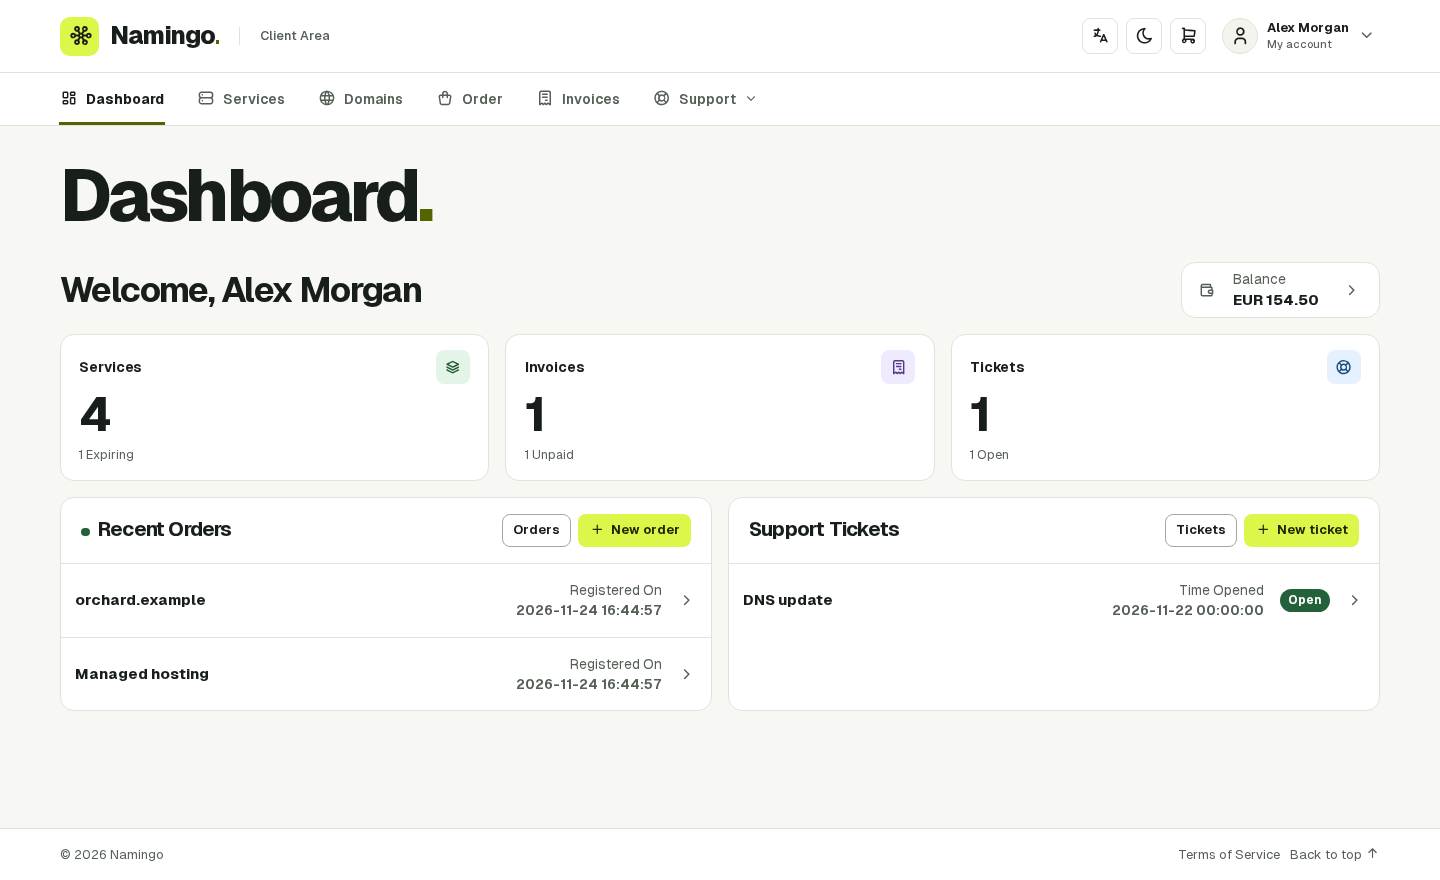 Namingo.
Client Area
Alex Morgan
My account
Dashboard
Services
Domains
Order
Invoices
Support
Dashboard.
Welcome, Alex Morgan
Balance
EUR 154.50
Services
4
1 Expiring
Invoices
1
1 Unpaid
Tickets
1
1 Open
Recent Orders
Orders
New order
orchard.example
Registered On
2026-11-24 16:44:57
Managed hosting
Registered On
2026-11-24 16:44:57
Support Tickets
Tickets
New ticket
DNS update
Time Opened
2026-11-22 00:00:00
Open
© 2026 Namingo
Terms of Service
Back to top ↑